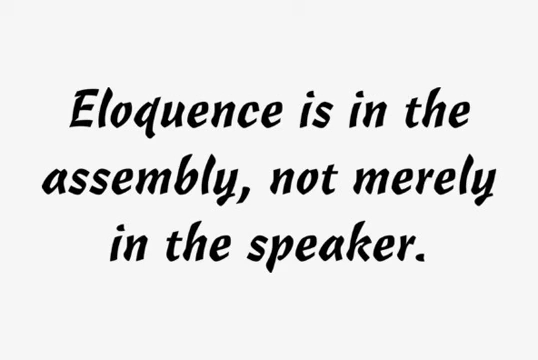 Eloquence is in the
assembly, not merely
in the speaker.